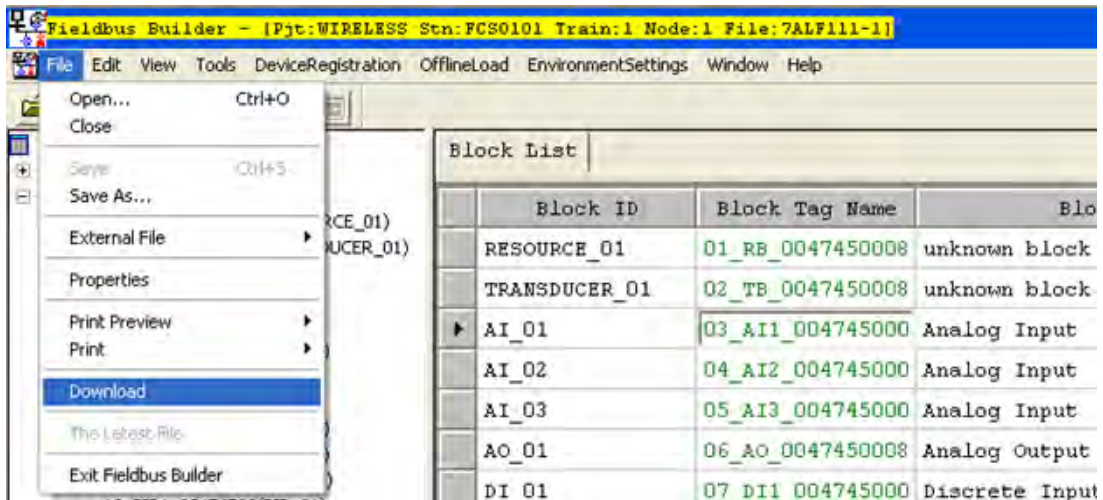 Fieldbus Builder - [Pjt:WIRELESS Stn:FCS0101 Train:1 Node:1 File:7ALF111-1]
File Edit View Tools DeviceRegistration OfflineLoad EnvironmentSettings Window Help
Open... Ctrl+O
Close
Save Ctrl+S
Save As...
External File
Properties
Print Preview
Print
Download
The Latest File
Exit Fieldbus Builder
RCE_01)
DUCER_01)
Block List
Block ID Block Tag Name Blo
RESOURCE_01 01_RB_0047450008 unknown block
TRANSDUCER_01 02_TB_0047450008 unknown block
AI_01 03_AI1_004745000 Analog Input
AI_02 04_AI2_004745000 Analog Input
AI_03 05_AI3_004745000 Analog Input
AO_01 06_AO_0047450008 Analog Output
DI_01 07_DI1_004745000 Discrete Input